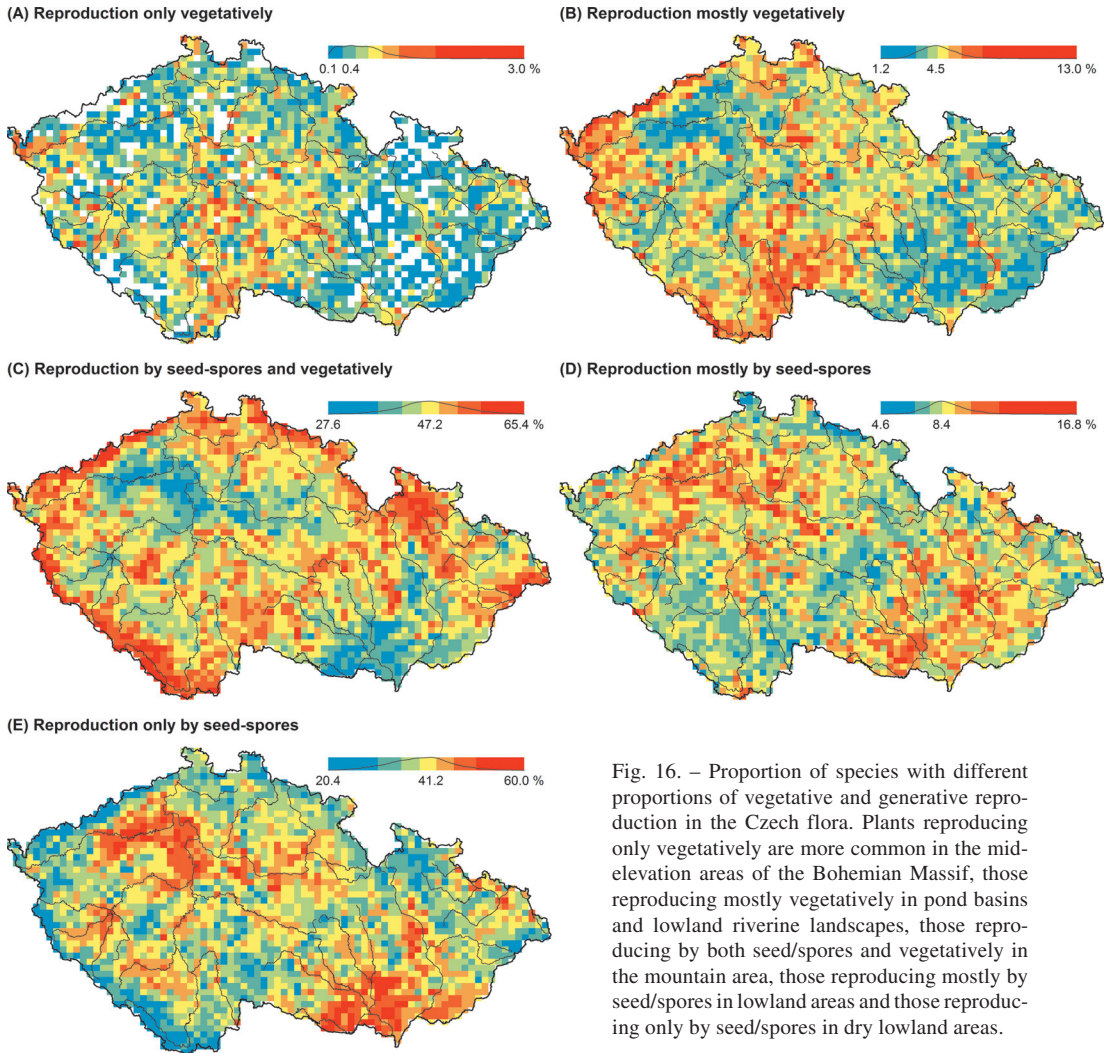 (A) Reproduction only vegetatively
0.1 0.4 3.0 %
(B) Reproduction mostly vegetatively
1.2 4.5 13.0 %
(C) Reproduction by seed-spores and vegetatively
27.6 47.2 65.4 %
(D) Reproduction mostly by seed-spores
4.6 8.4 16.8 %
(E) Reproduction only by seed-spores
20.4 41.2 60.0 %
Fig. 16. – Proportion of species with different
proportions of vegetative and generative repro-
duction in the Czech flora. Plants reproducing
only vegetatively are more common in the mid-
elevation areas of the Bohemian Massif, those
reproducing mostly vegetatively in pond basins
and lowland riverine landscapes, those repro-
ducing by both seed/spores and vegetatively in
the mountain area, those reproducing mostly by
seed/spores in lowland areas and those reproduc-
ing only by seed/spores in dry lowland areas.